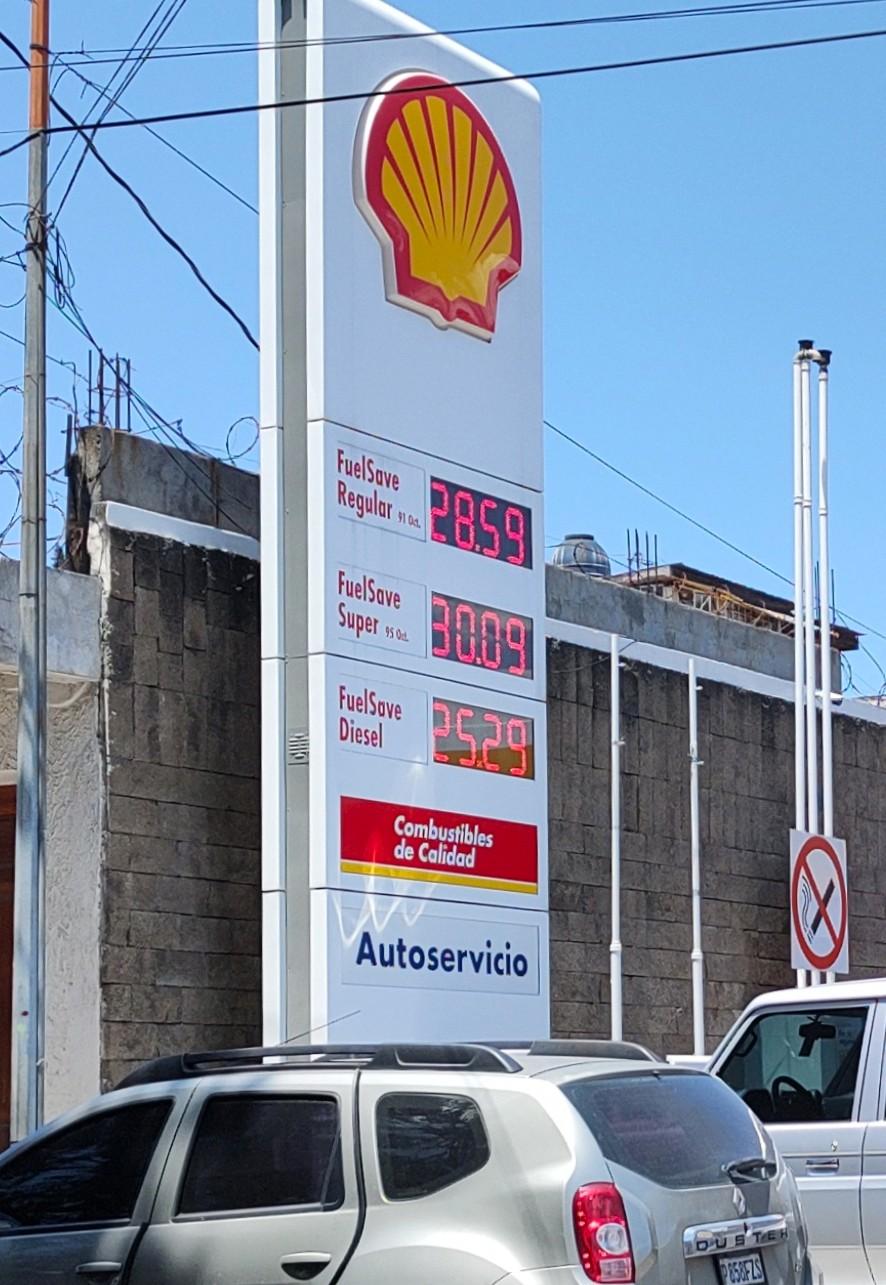 FuelSave
Regular 91 Oct.
28.59
FuelSave
Super 95 Oct.
30.09
FuelSave
Diesel
25.29
Combustibles
de Calidad
Autoservicio
DUSTER
P858FZS